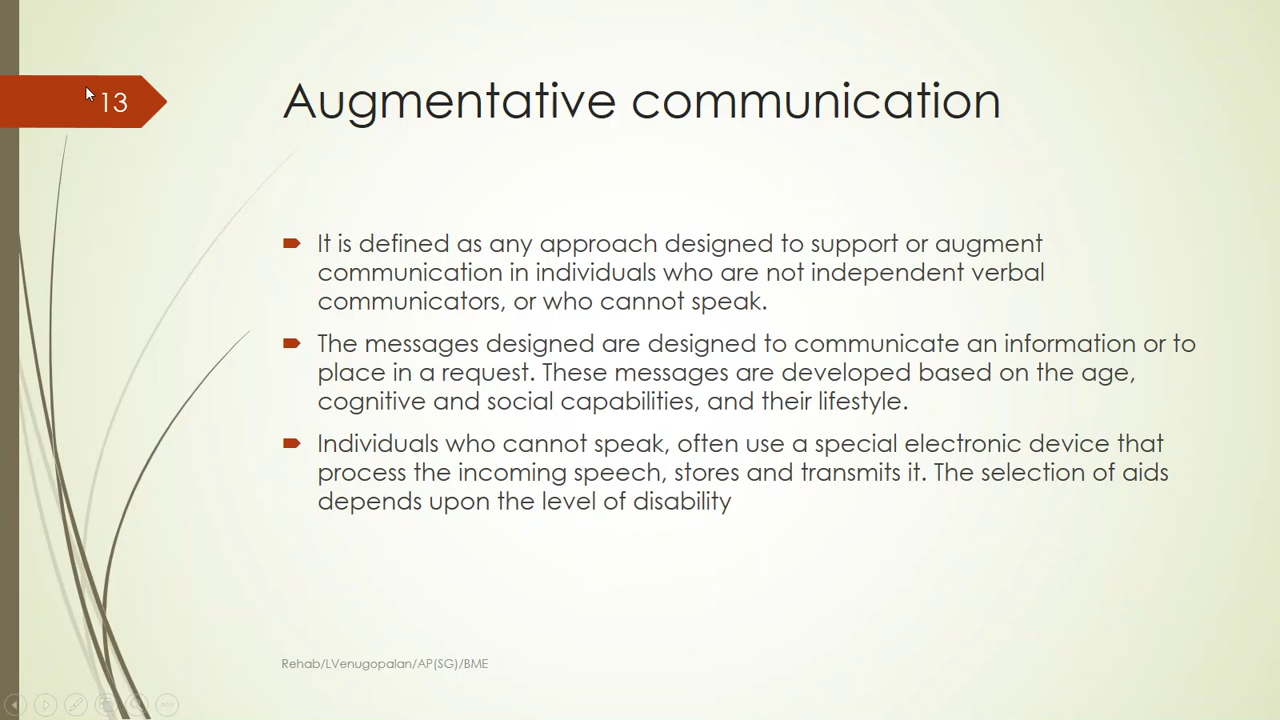 13
Augmentative communication
It is defined as any approach designed to support or augment
communication in individuals who are not independent verbal
communicators, or who cannot speak.
The messages designed are designed to communicate an information or to
place in a request. These messages are developed based on the age,
cognitive and social capabilities, and their lifestyle.
Individuals who cannot speak, often use a special electronic device that
process the incoming speech, stores and transmits it. The selection of aids
depends upon the level of disability
Rehab/LVenugopalan/AP(SG)/BME